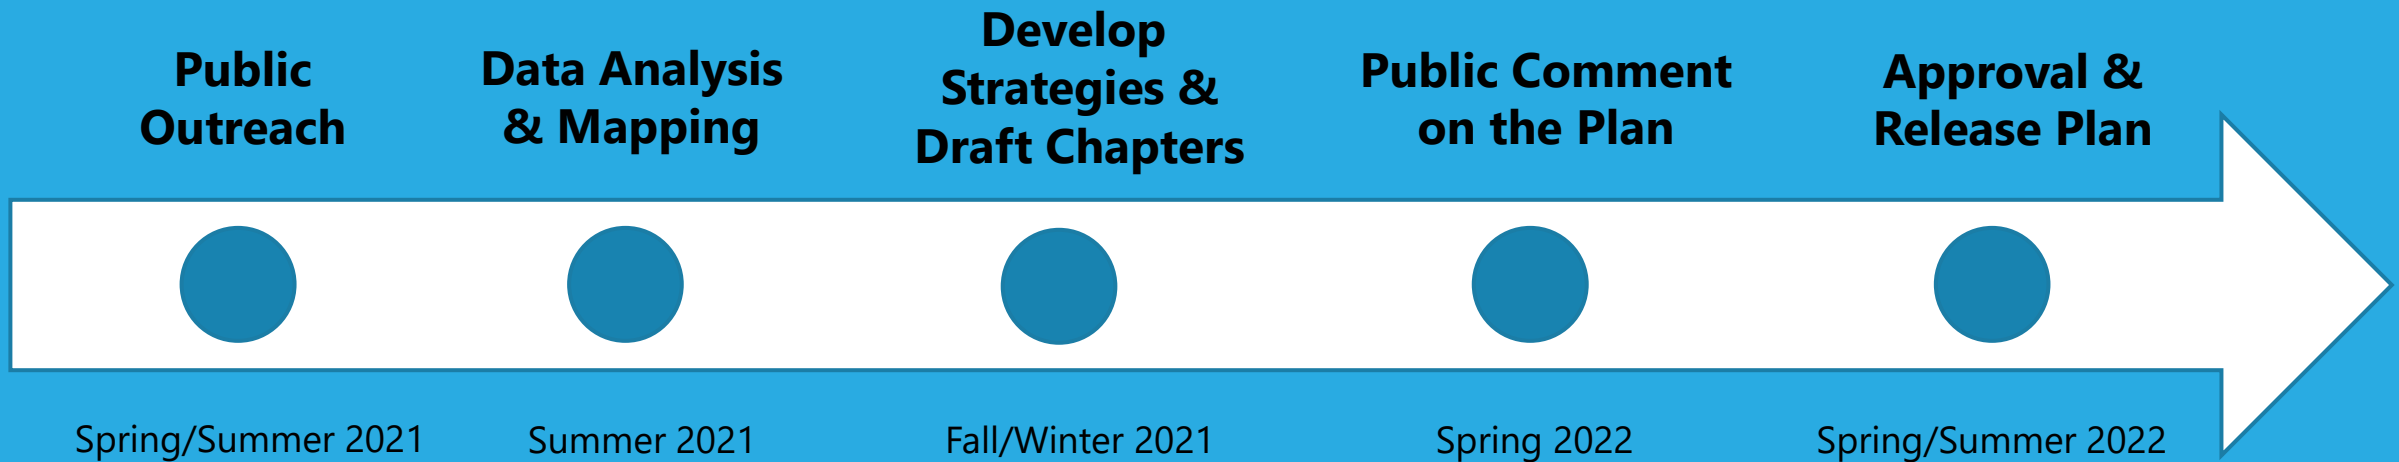 Public
Outreach
Data Analysis
& Mapping
Develop
Strategies &
Draft Chapters
Public Comment
on the Plan
Approval &
Release Plan
Spring/Summer 2021
Summer 2021
Fall/Winter 2021
Spring 2022
Spring/Summer 2022